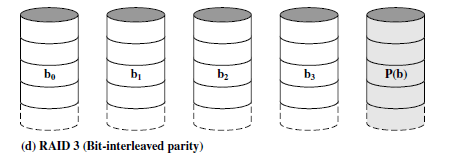 b₀ b₁ b₂ b₃ P(b)
(d) RAID 3 (Bit-interleaved parity)